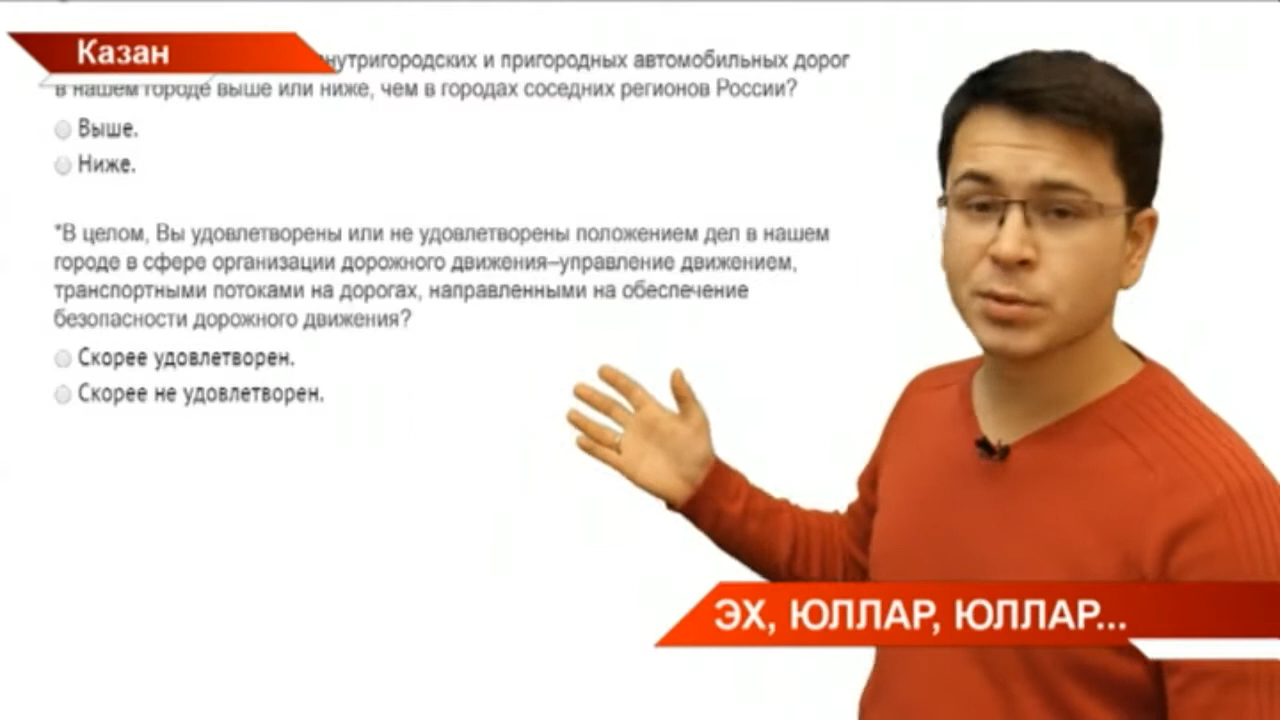 Казан
нутригородских и пригородных автомобильных дорог
в нашем городе выше или ниже, чем в городах соседних регионов России?
Выше.
Ниже.
*В целом, Вы удовлетворены или не удовлетворены положением дел в нашем
городе в сфере организации дорожного движения–управление движением,
транспортными потоками на дорогах, направленными на обеспечение
безопасности дорожного движения?
Скорее удовлетворен.
Скорее не удовлетворен.
ЭХ, ЮЛЛАР, ЮЛЛАР...